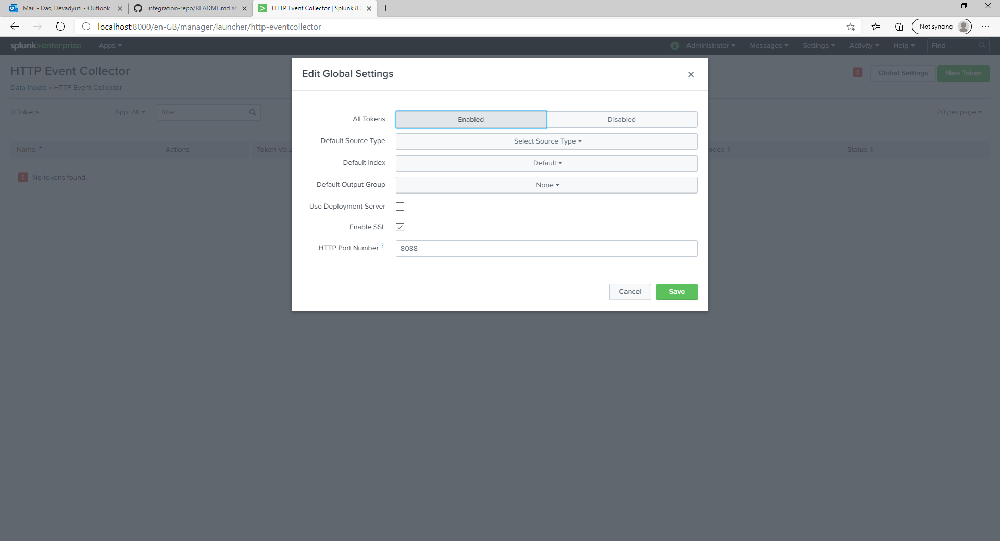 Mail - Das, Devadyuti - Outlook
integration-repo/README.md at
HTTP Event Collector | Splunk 8.0
localhost:8000/en-GB/manager/launcher/http-eventcollector
Not syncing
splunk>enterprise Apps
i Administrator Messages Settings Activity Help Find
HTTP Event Collector
Global Settings New Token
Data Inputs » HTTP Event Collector
0 Tokens App: All filter 20 per page
Name Actions Token Valu ndex Status
No tokens found.
Edit Global Settings
All Tokens Enabled Disabled
Default Source Type Select Source Type
Default Index Default
Default Output Group None
Use Deployment Server
Enable SSL
HTTP Port Number ? 8088
Cancel Save